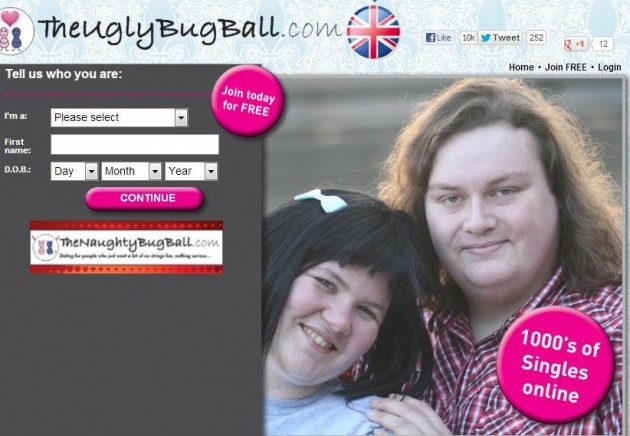 TheUglyBugBall.com
Like 10k Tweet 252 +1 12
Home • Join FREE • Login
Tell us who you are:
Join today
for FREE
I'm a: Please select
First
name:
D.O.B.: Day Month Year
CONTINUE
TheNaughtyBugBall.com
Dating for people who just want a bit of no strings fun, nothing serious...
1000's of
Singles
online